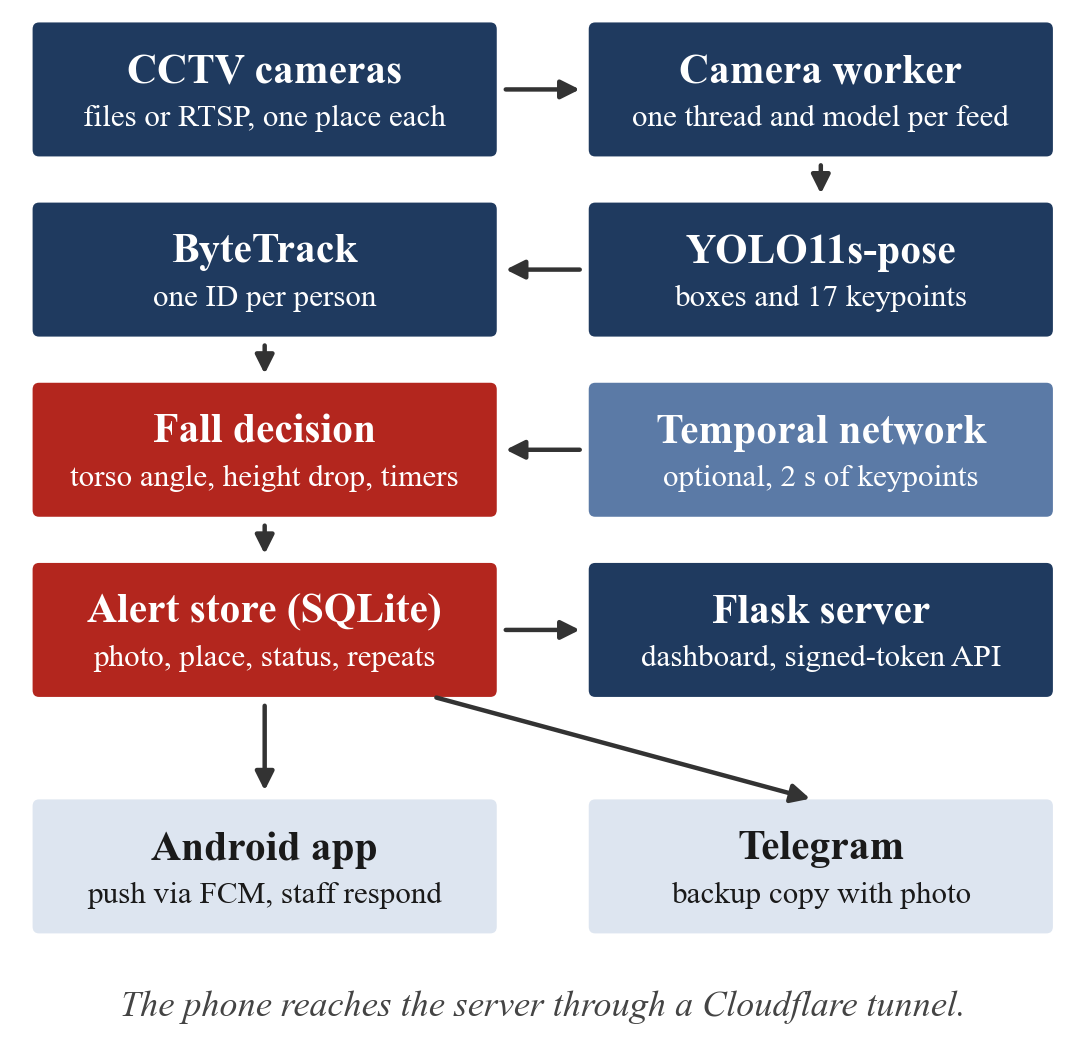 CCTV cameras
files or RTSP, one place each
Camera worker
one thread and model per feed
ByteTrack
one ID per person
YOLO11s-pose
boxes and 17 keypoints
Fall decision
torso angle, height drop, timers
Temporal network
optional, 2 s of keypoints
Alert store (SQLite)
photo, place, status, repeats
Flask server
dashboard, signed-token API
Android app
push via FCM, staff respond
Telegram
backup copy with photo
The phone reaches the server through a Cloudflare tunnel.